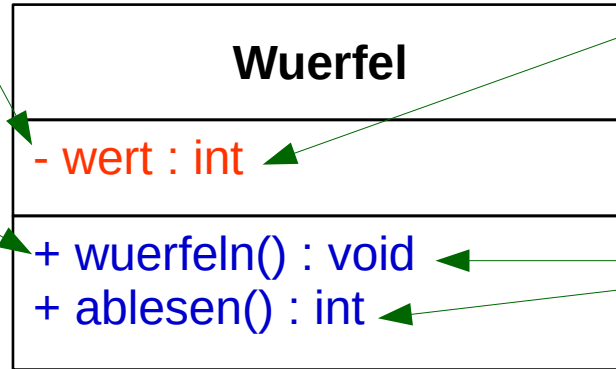 Wuerfel
- wert : int
+ wuerfeln() : void
+ ablesen() : int